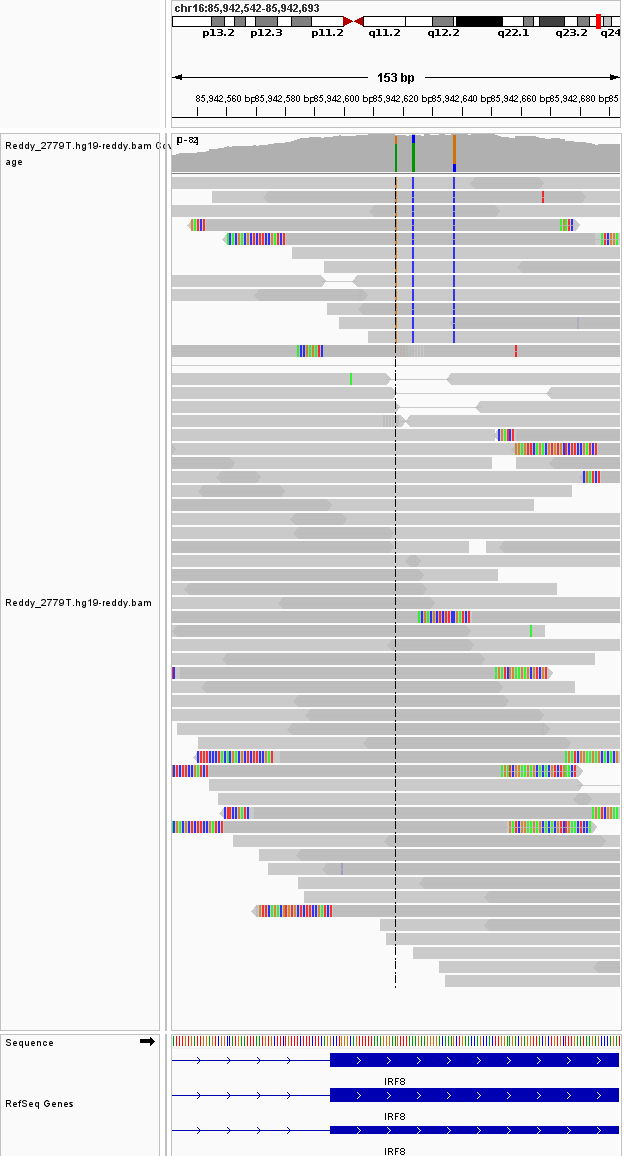 chr16:85,942,542-85,942,693
p13.2 p12.3 p11.2 q11.2 q12.2 q22.1 q23.2 q24
153 bp
85,942,560 bp 85,942,580 bp 85,942,600 bp 85,942,620 bp 85,942,640 bp 85,942,660 bp 85,942,680 bp 85
Reddy_2779T.hg19-reddy.bam
age
[0-82]
Reddy_2779T.hg19-reddy.bam
Sequence
IRF8
RefSeq Genes
IRF8
IRF8